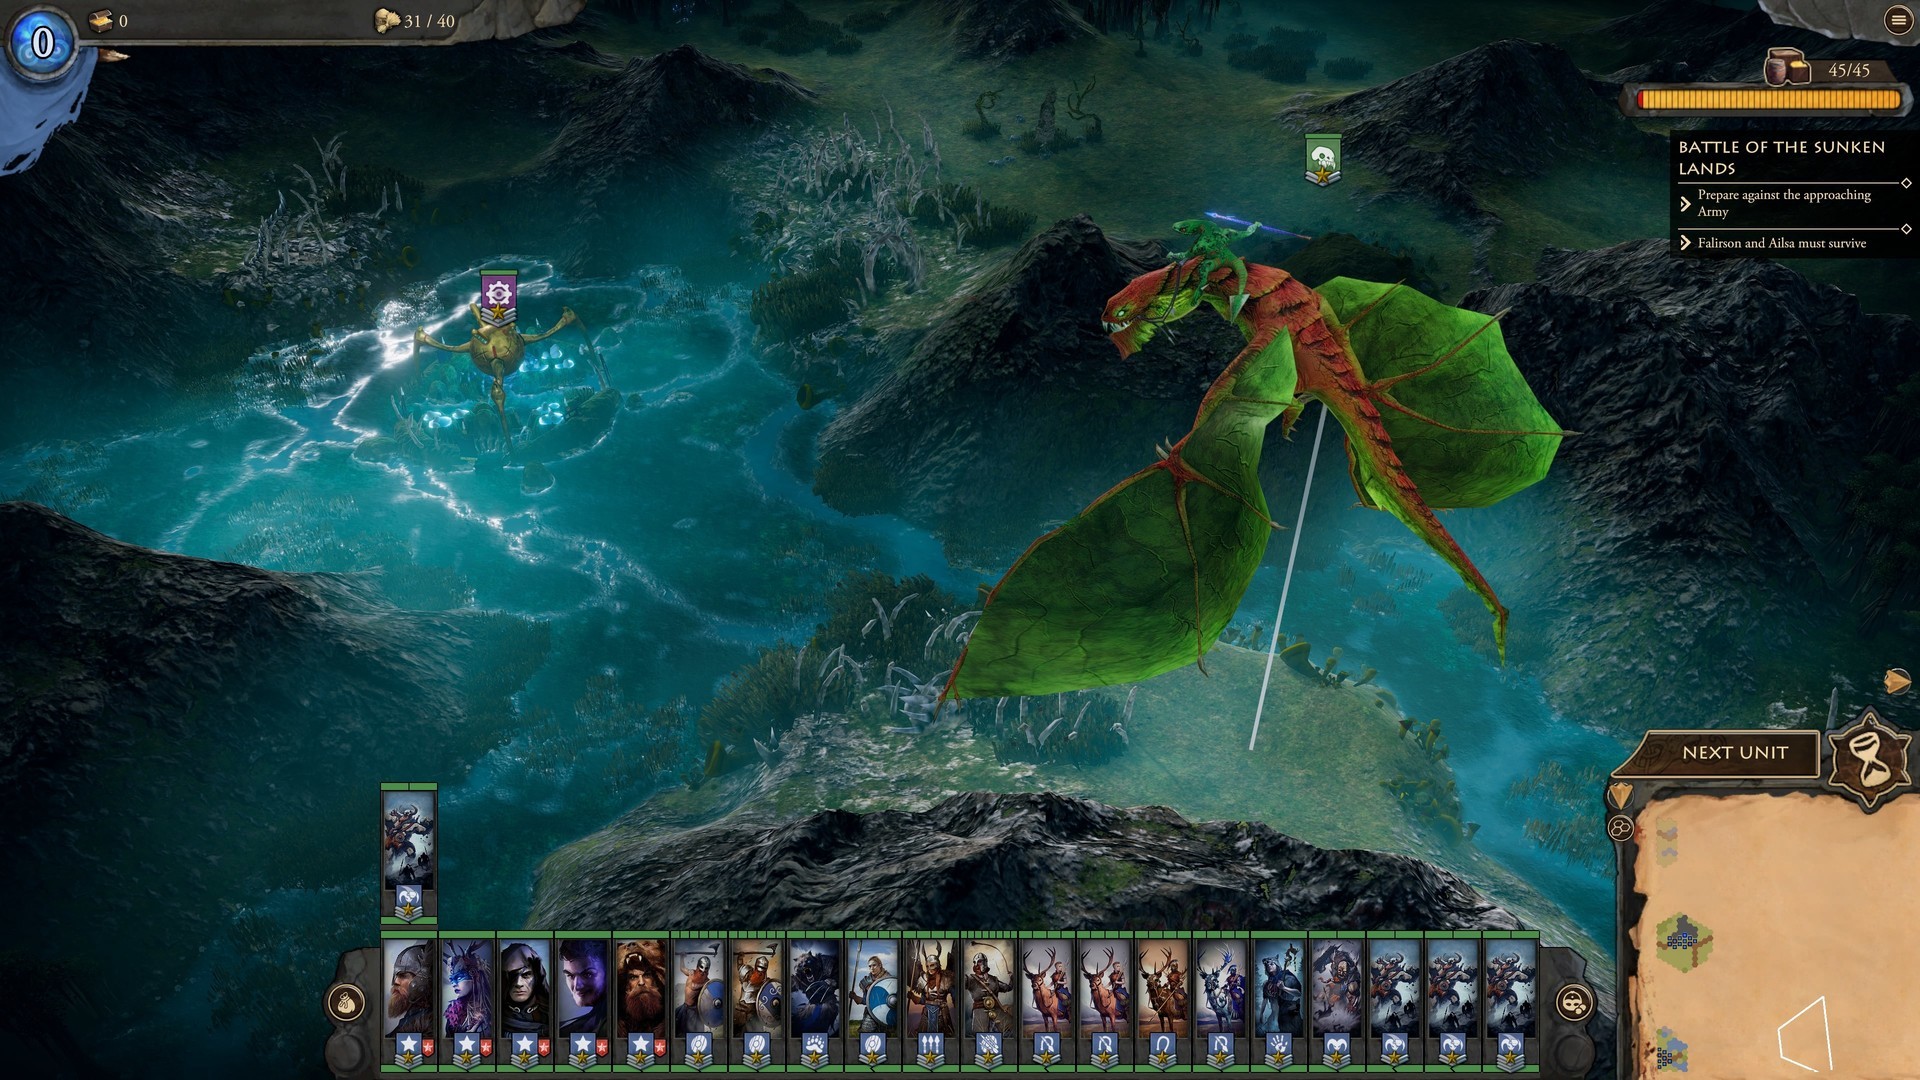 0
0
31 / 40
45/45
BATTLE OF THE SUNKEN
LANDS
Prepare against the approaching
Army
Falirson and Ailsa must survive
NEXT UNIT